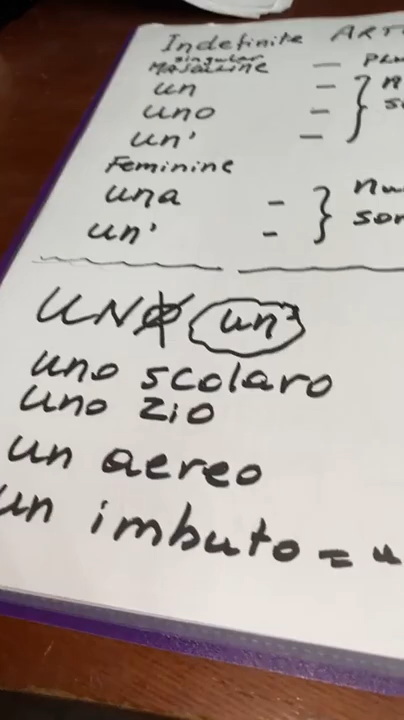 Indefinite
singular
MASCULINE –
un –
uno –
un' –
Feminine
una –
un' –
UNO un'
uno scolaro
uno zio
un aereo
un imbuto =